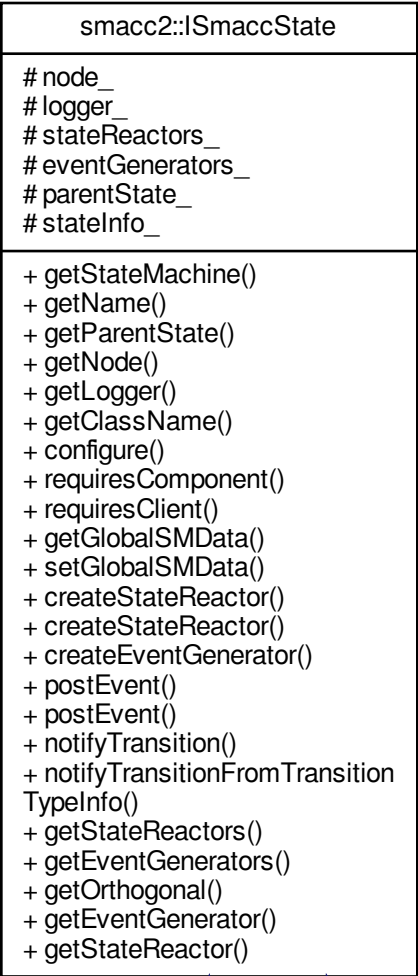 smacc2::ISmaccState
# node_
# logger_
# stateReactors_
# eventGenerators_
# parentState_
# stateInfo_
+ getStateMachine()
+ getName()
+ getParentState()
+ getNode()
+ getLogger()
+ getClassName()
+ configure()
+ requiresComponent()
+ requiresClient()
+ getGlobalSMData()
+ setGlobalSMData()
+ createStateReactor()
+ createStateReactor()
+ createEventGenerator()
+ postEvent()
+ postEvent()
+ notifyTransition()
+ notifyTransitionFromTransition
TypeInfo()
+ getStateReactors()
+ getEventGenerators()
+ getOrthogonal()
+ getEventGenerator()
+ getStateReactor()